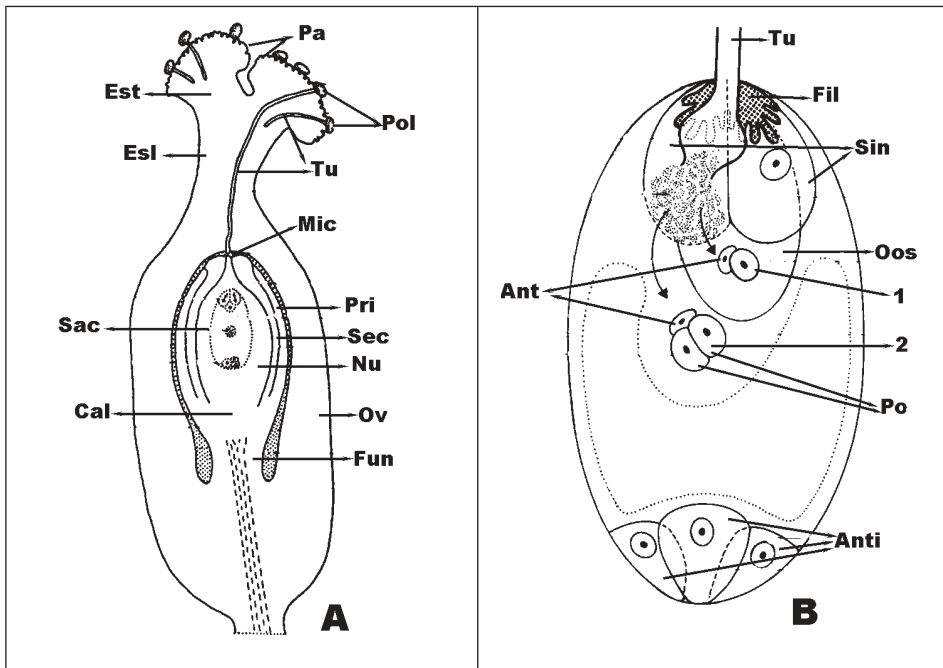 Pa
Est
Pol
Esl
Tu
Mic
Pri
Sac
Sec
Nu
Cal
Ov
Fun
A
Tu
Fil
Sin
Oos
Ant
1
2
Po
Anti
B